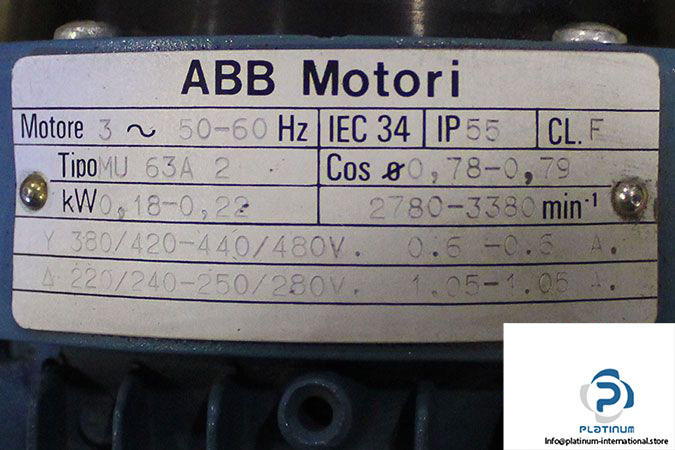 ABB Motori
Motore 3 ~ 50-60 Hz IEC 34 IP 55 CL. F
Tipo MU 63A 2 Cos ø 0,78-0,79
kW 0,18-0,22 2780-3380 min-1
Y 380/420-440/480V. 0.6 -0.6 A.
Δ 220/240-250/280V. 1.05-1.05 A.
PLATINUM
Info@platinum-international.store